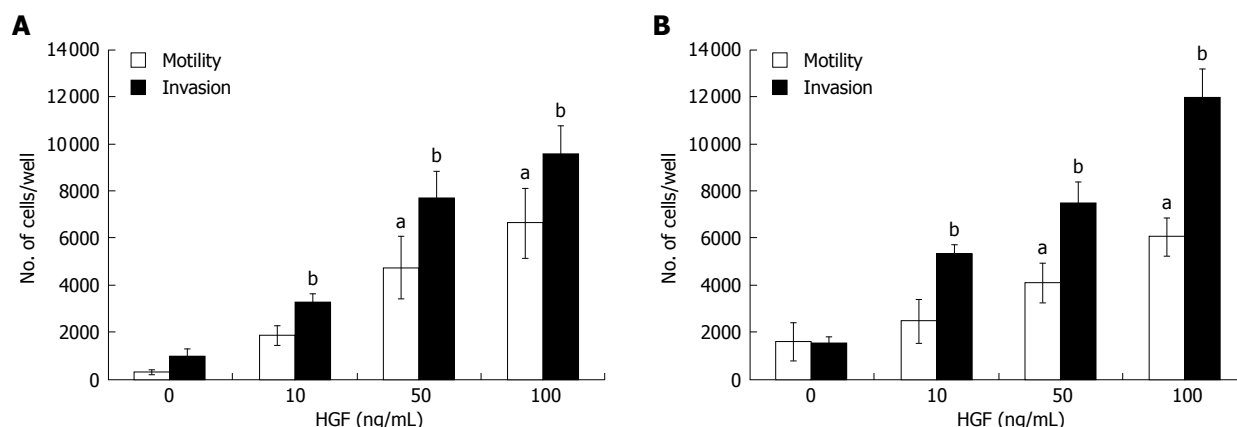 A
14000
12000
10000
8000
6000
4000
2000
0
No. of cells/well
Motility
Invasion
b
a
b
a
b
0
10
50
100
HGF (ng/mL)
B
14000
12000
10000
8000
6000
4000
2000
0
No. of cells/well
Motility
Invasion
b
a
b
a
b
0
10
50
100
HGF (ng/mL)